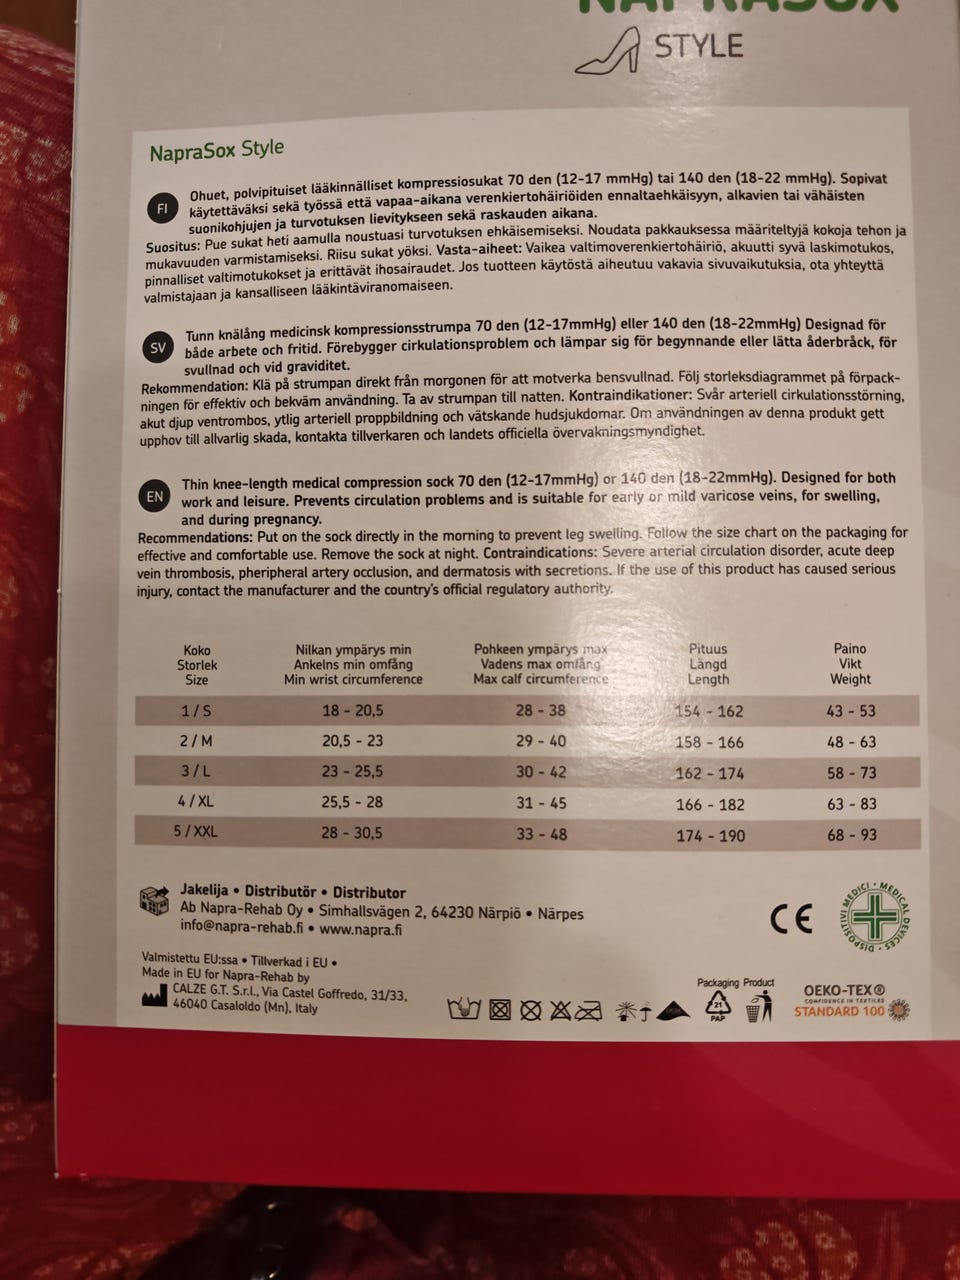 NAPRASOX
STYLE
NapraSox Style
FI
Ohuet, polvipituiset lääkinnälliset kompressiosukat 70 den (12-17 mmHg) tai 140 den (18-22 mmHg). Sopivat
käytettäväksi sekä työssä että vapaa-aikana verenkiertohäiriöiden ennaltaehkäisyyn, alkavien tai vähäisten
suonikohjujen ja turvotuksen lievitykseen sekä raskauden aikana.
Suositus: Pue sukat heti aamulla noustuasi turvotuksen ehkäisemiseksi. Noudata pakkauksessa määriteltyjä kokoja tehon ja
mukavuuden varmistamiseksi. Riisu sukat yöksi. Vasta-aiheet: Vaikea valtimoverenkiertohäiriö, akuutti syvä laskimotukos,
pinnalliset valtimotukokset ja erittävät ihosairaudet. Jos tuotteen käytöstä aiheutuu vakavia sivuvaikutuksia, ota yhteyttä
valmistajaan ja kansalliseen lääkintäviranomaiseen.
SV
Tunn knälång medicinsk kompressionsstrumpa 70 den (12-17mmHg) eller 140 den (18-22mmHg) Designad för
både arbete och fritid. Förebygger cirkulationsproblem och lämpar sig för begynnande eller lätta åderbråck, för
svullnad och vid graviditet.
Rekommendation: Klä på strumpan direkt från morgonen för att motverka bensvullnad. Följ storleksdiagrammet på förpack-
ningen för effektiv och bekväm användning. Ta av strumpan till natten. Kontraindikationer: Svår arteriell cirkulationsstörning,
akut djup ventrombos, ytlig arteriell proppbildning och vätskande hudsjukdomar. Om användningen av denna produkt gett
upphov till allvarlig skada, kontakta tillverkaren och landets officiella övervakningsmyndighet.
EN
Thin knee-length medical compression sock 70 den (12-17mmHg) or 140 den (18-22mmHg). Designed for both
work and leisure. Prevents circulation problems and is suitable for early or mild varicose veins, for swelling,
and during pregnancy.
Recommendations: Put on the sock directly in the morning to prevent leg swelling. Follow the size chart on the packaging for
effective and comfortable use. Remove the sock at night. Contraindications: Severe arterial circulation disorder, acute deep
vein thrombosis, pheripheral artery occlusion, and dermatosis with secretions. If the use of this product has caused serious
injury, contact the manufacturer and the country's official regulatory authority.
Koko Nilkan ympärys min Pohkeen ympärys max Pituus Paino
Storlek Ankelns min omfång Vadens max omfång Längd Vikt
Size Min wrist circumference Max calf circumference Length Weight
1 / S 18 - 20,5 28 - 38 154 - 162 43 - 53
2 / M 20,5 - 23 29 - 40 158 - 166 48 - 63
3 / L 23 - 25,5 30 - 42 162 - 174 58 - 73
4 / XL 25,5 - 28 31 - 45 166 - 182 63 - 83
5 / XXL 28 - 30,5 33 - 48 174 - 190 68 - 93
Jakelija • Distributör • Distributor
Ab Napra-Rehab Oy • Simhallsvägen 2, 64230 Närpiö • Närpes
info@napra-rehab.fi • www.napra.fi
CE
DISPOSITIVI MEDICI • MEDICAL DEVICES •
Valmistettu EU:ssa • Tillverkad i EU •
Made in EU for Napra-Rehab by
CALZE G.T. S.r.l., Via Castel Goffredo, 31/33,
46040 Casaloldo (Mn), Italy
Packaging Product
21
PAP
OEKO-TEX®
CONFIDENCE IN TEXTILES
STANDARD 100